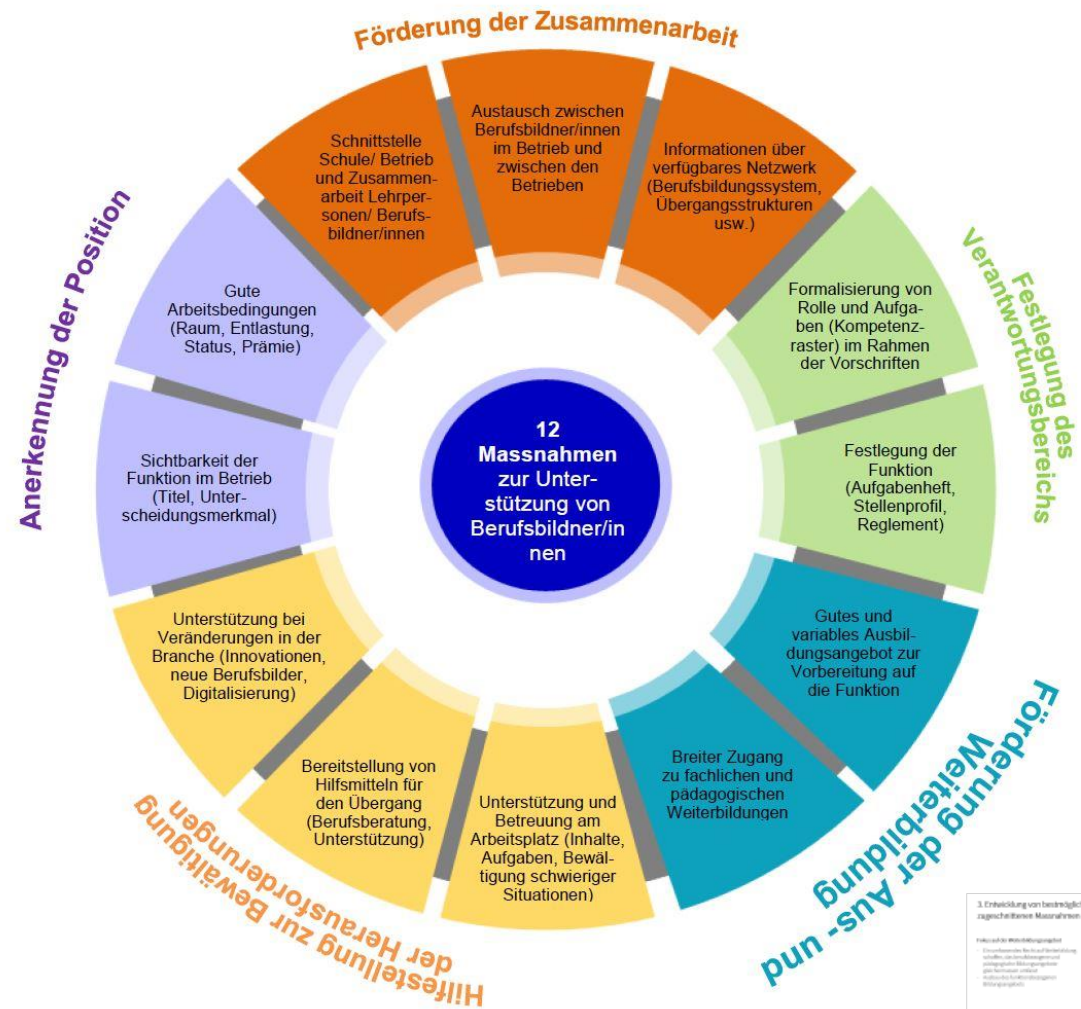 Förderung der Zusammenarbeit
Schnittstelle
Schule/ Betrieb
und Zusammen-
arbeit Lehrper-
sonen/ Berufs-
bildner/innen
Austausch zwischen
Berufsbildner/innen
im Betrieb und
zwischen den
Betrieben
Informationen über
verfügbares Netzwerk
(Berufsbildungssystem,
Übergangsstrukturen
usw.)
Festlegung des
Verantwortungsbereichs
Formalisierung von
Rolle und Aufga-
ben (Kompetenz-
raster) im Rahmen
der Vorschriften
Festlegung der
Funktion
(Aufgabenheft,
Stellenprofil,
Reglement)
Förderung der Aus- und
Weiterbildung
Gutes und
variables Ausbil-
dungsangebot zur
Vorbereitung auf
die Funktion
Breiter Zugang
zu fachlichen und
pädagogischen
Weiterbildungen
Hilfestellung zur Bewältigung
der Herausforderungen
Unterstützung und
Betreuung am
Arbeitsplatz (Inhalte,
Aufgaben, Bewäl-
tigung schwieriger
Situationen)
Bereitstellung von
Hilfsmitteln für
den Übergang
(Berufsberatung,
Unterstützung)
Unterstützung bei
Veränderungen in der
Branche (Innovationen,
neue Berufsbilder,
Digitalisierung)
Anerkennung der Position
Sichtbarkeit der
Funktion im Betrieb
(Titel, Unter-
scheidungsmerkmal)
Gute
Arbeitsbedingungen
(Raum, Entlastung,
Status, Prämie)
12
Massnahmen
zur Unter-
stützung von
Berufsbildner/in
nen
3. Entwicklung von bestmöglich
zugeschnittenen Massnahmen